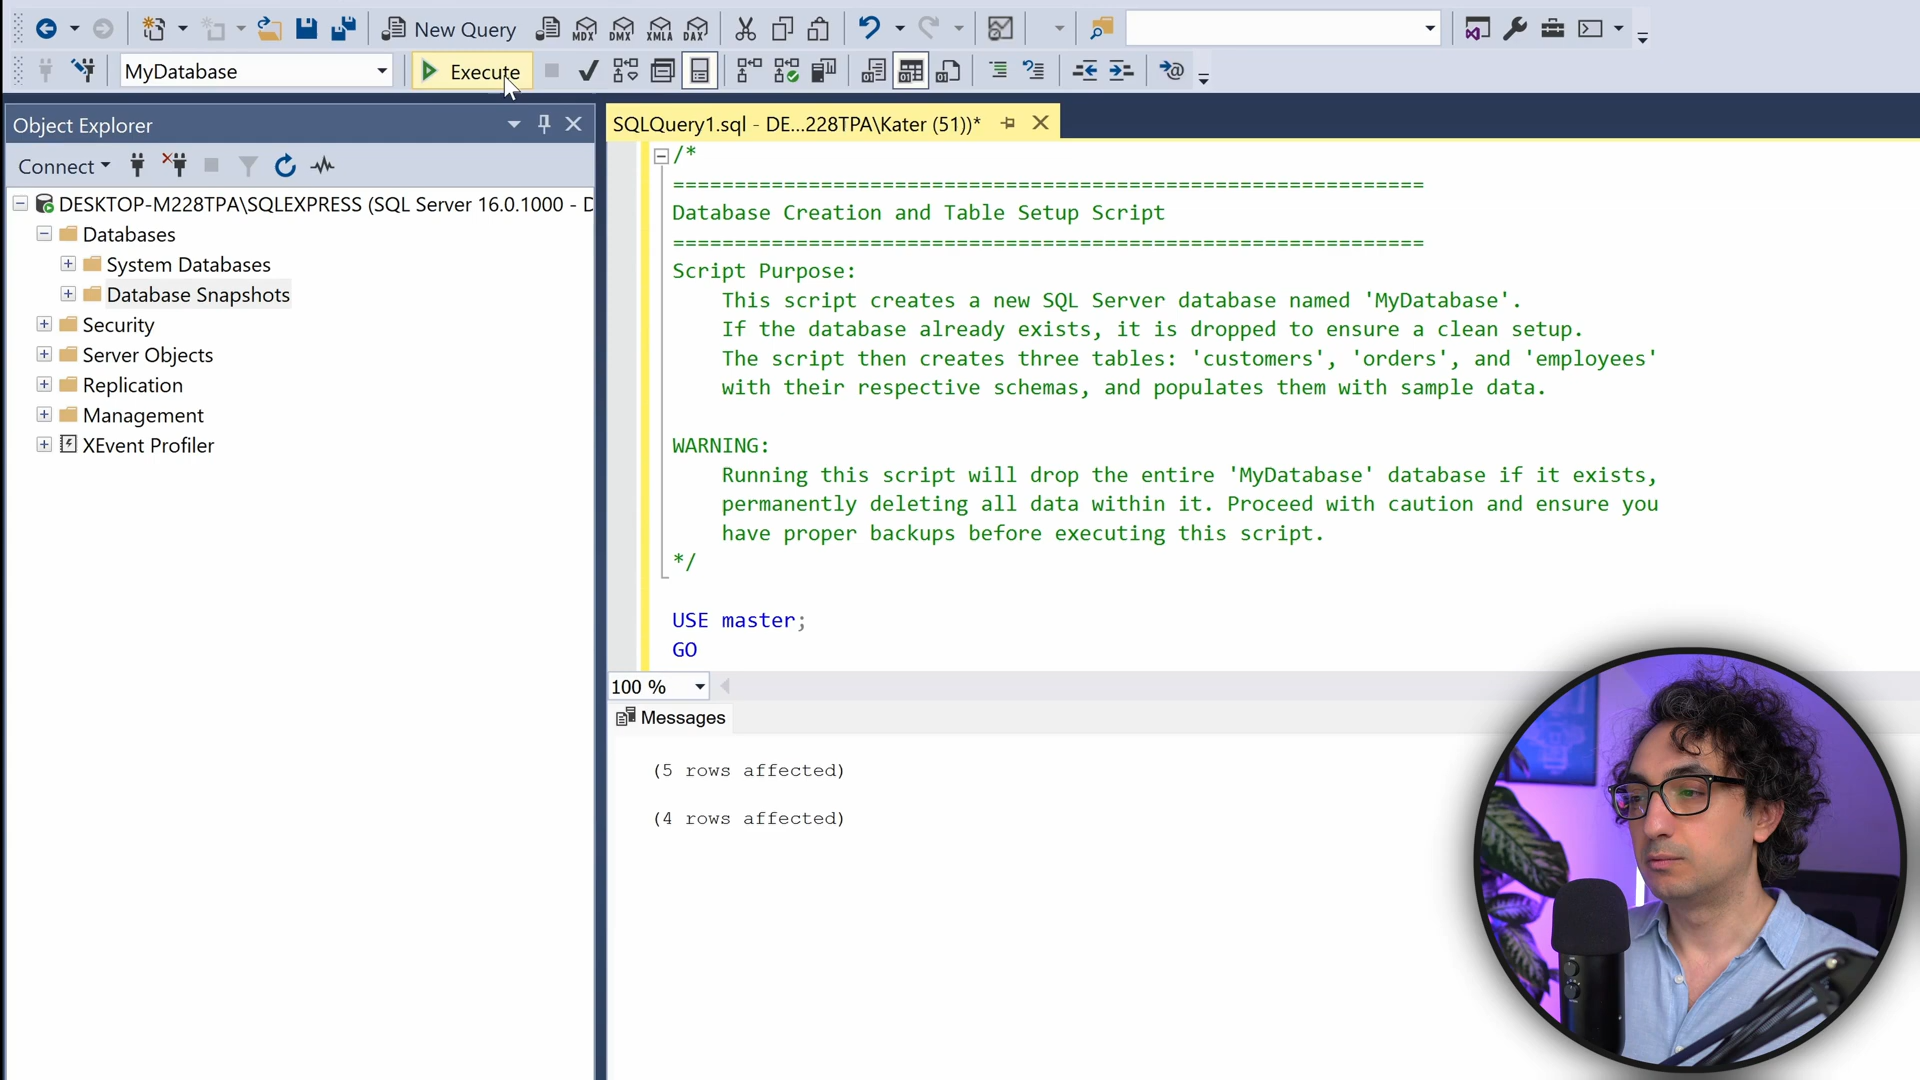 New Query
MDX DMX XMLA DAX
MyDatabase
Execute
Object Explorer
Connect
DESKTOP-M228TPA\SQLEXPRESS (SQL Server 16.0.1000 - D
Databases
System Databases
Database Snapshots
Security
Server Objects
Replication
Management
XEvent Profiler
SQLQuery1.sql - DE...228TPA\Kater (51))*
/*
=============================================================
Database Creation and Table Setup Script
=============================================================
Script Purpose:
This script creates a new SQL Server database named 'MyDatabase'.
If the database already exists, it is dropped to ensure a clean setup.
The script then creates three tables: 'customers', 'orders', and 'employees'
with their respective schemas, and populates them with sample data.
WARNING:
Running this script will drop the entire 'MyDatabase' database if it exists,
permanently deleting all data within it. Proceed with caution and ensure you
have proper backups before executing this script.
*/
USE master;
GO
100 %
Messages
(5 rows affected)
(4 rows affected)